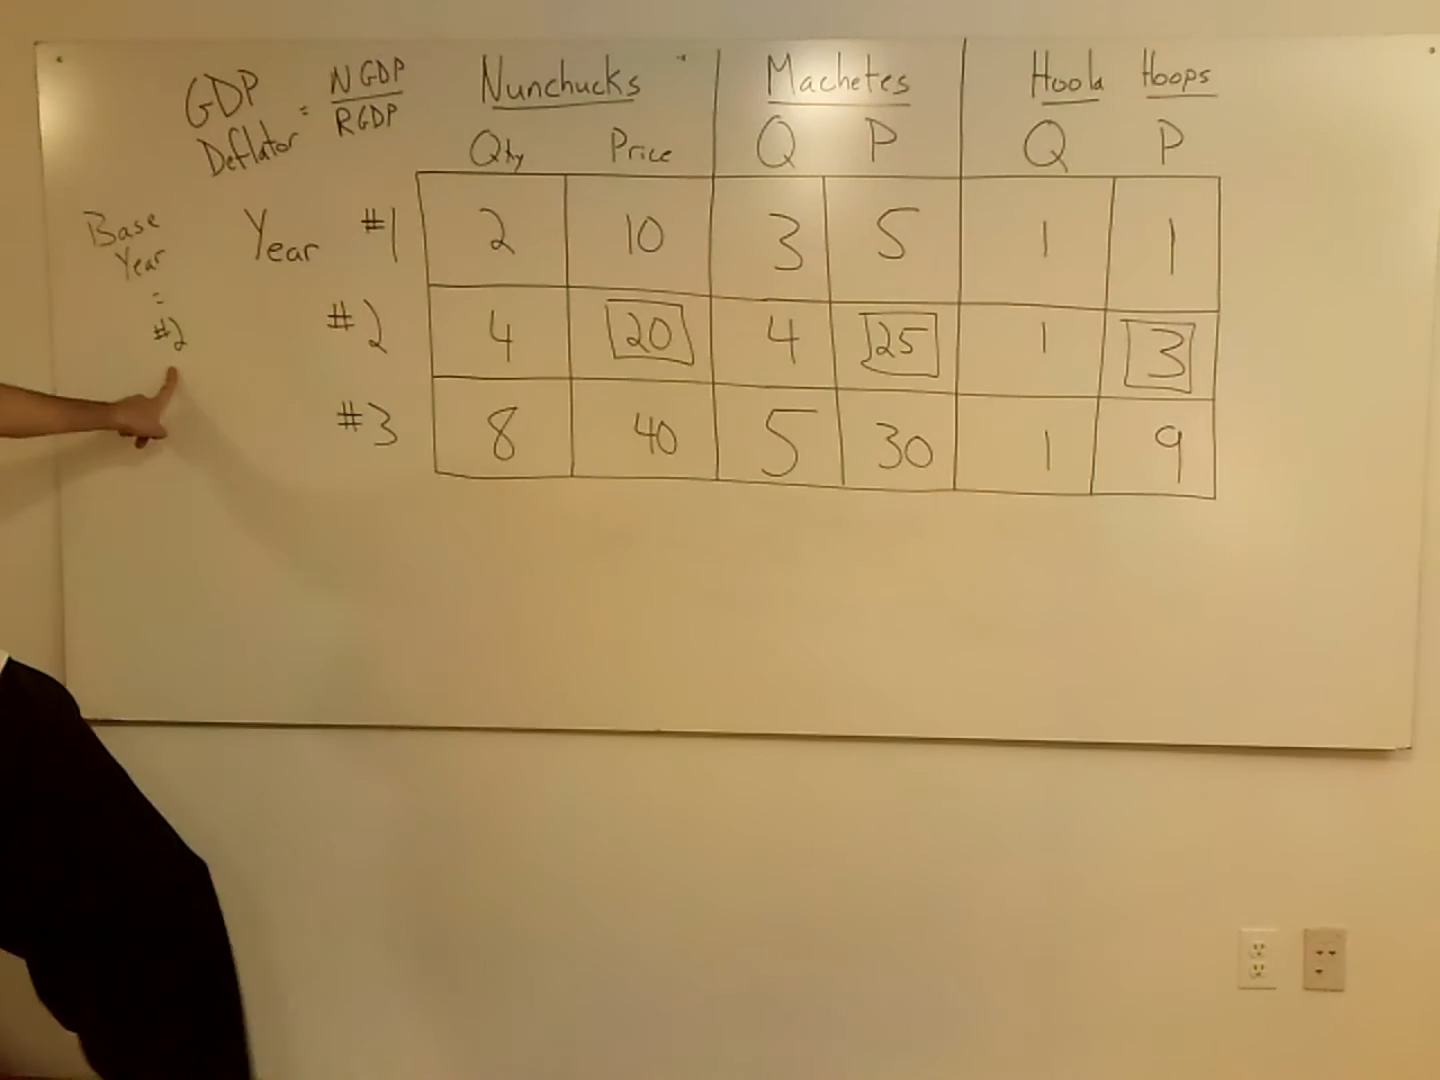 GDP Deflator = NGDP / RGDP
Nunchucks Machetes Hoola Hoops
Qty Price Q P Q P
Base Year = #2
Year #1 2 10 3 5 1 1
#2 4 20 4 25 1 3
#3 8 40 5 30 1 9